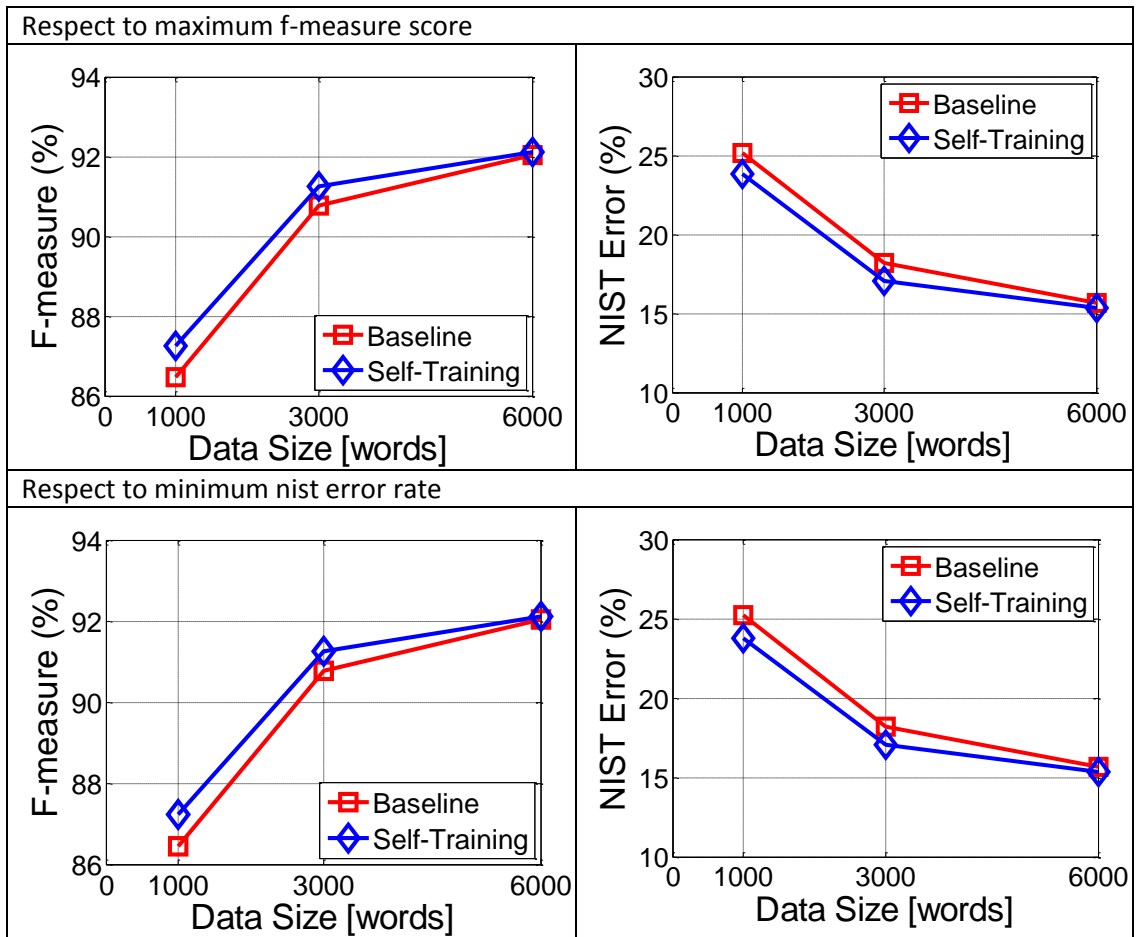 Respect to maximum f-measure score
94
92
90
88
86
0
1000
3000
6000
F-measure (%)
Data Size [words]
Baseline
Self-Training
30
25
20
15
10
0
1000
3000
6000
NIST Error (%)
Data Size [words]
Baseline
Self-Training
Respect to minimum nist error rate
94
92
90
88
86
0
1000
3000
6000
F-measure (%)
Data Size [words]
Baseline
Self-Training
30
25
20
15
10
0
1000
3000
6000
NIST Error (%)
Data Size [words]
Baseline
Self-Training